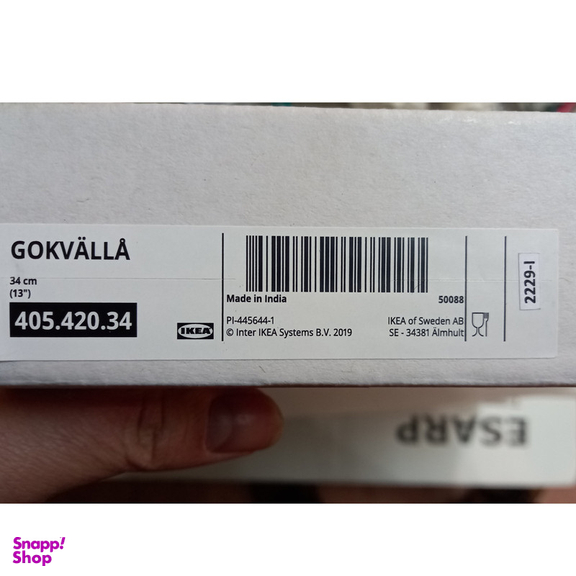 GOKVÄLLÅ
34 cm
(13")
405.420.34
IKEA
Made in India 50088
PI-445644-1 IKEA of Sweden AB
© Inter IKEA Systems B.V. 2019 SE - 34381 Älmhult
2229-I
ESARP
Snapp!
Shop